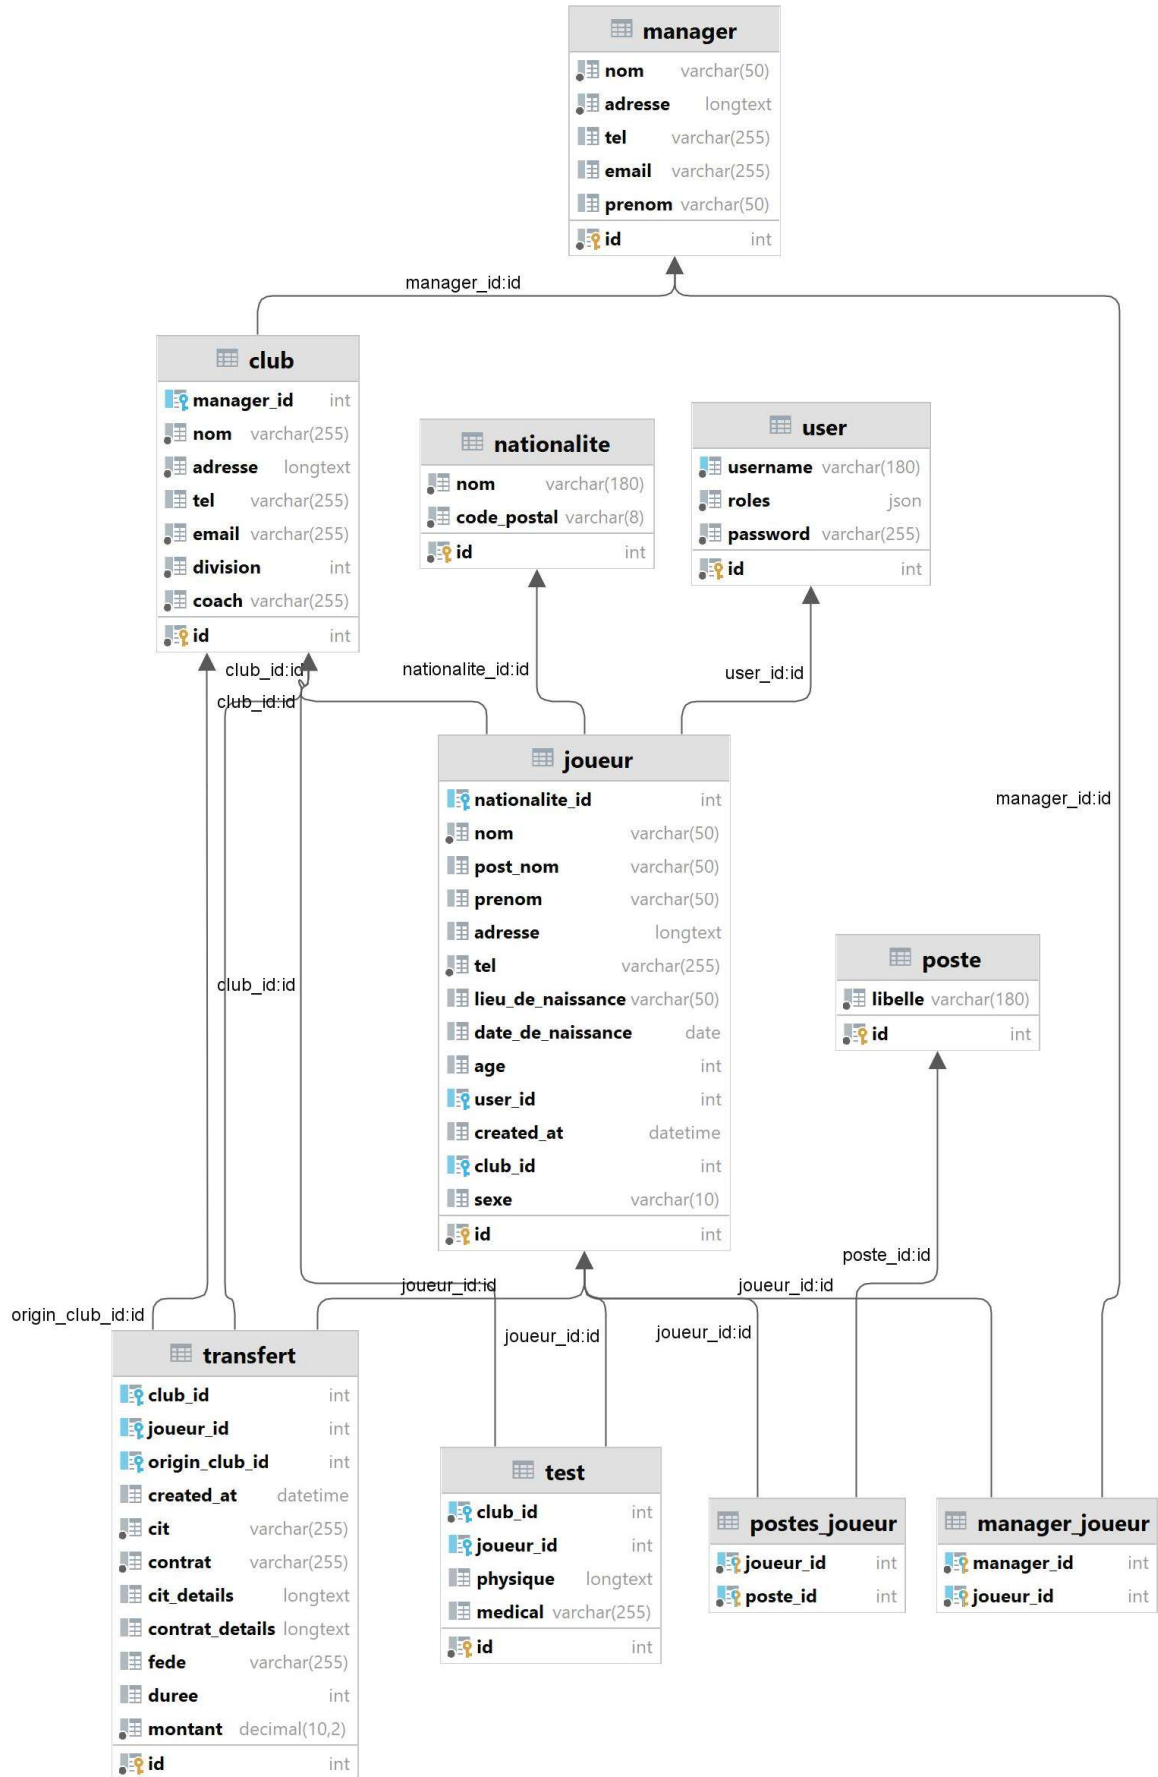 manager
nom varchar(50)
adresse longtext
tel varchar(255)
email varchar(255)
prenom varchar(50)
id int
manager_id:id
club
manager_id int
nom varchar(255)
adresse longtext
tel varchar(255)
email varchar(255)
division int
coach varchar(255)
id int
nationalite
nom varchar(180)
code_postal varchar(8)
id int
user
username varchar(180)
roles json
password varchar(255)
id int
club_id:id
club_id:id
nationalite_id:id
user_id:id
joueur
nationalite_id int
nom varchar(50)
post_nom varchar(50)
prenom varchar(50)
adresse longtext
tel varchar(255)
lieu_de_naissance varchar(50)
date_de_naissance date
age int
user_id int
created_at datetime
club_id int
sexe varchar(10)
id int
manager_id:id
club_id:id
poste
libelle varchar(180)
id int
poste_id:id
joueur_id:id
joueur_id:id
origin_club_id:id
joueur_id:id
joueur_id:id
transfert
club_id int
joueur_id int
origin_club_id int
created_at datetime
cit varchar(255)
contrat varchar(255)
cit_details longtext
contrat_details longtext
fede varchar(255)
duree int
montant decimal(10,2)
id int
test
club_id int
joueur_id int
physique longtext
medical varchar(255)
id int
postes_joueur
joueur_id int
poste_id int
manager_joueur
manager_id int
joueur_id int